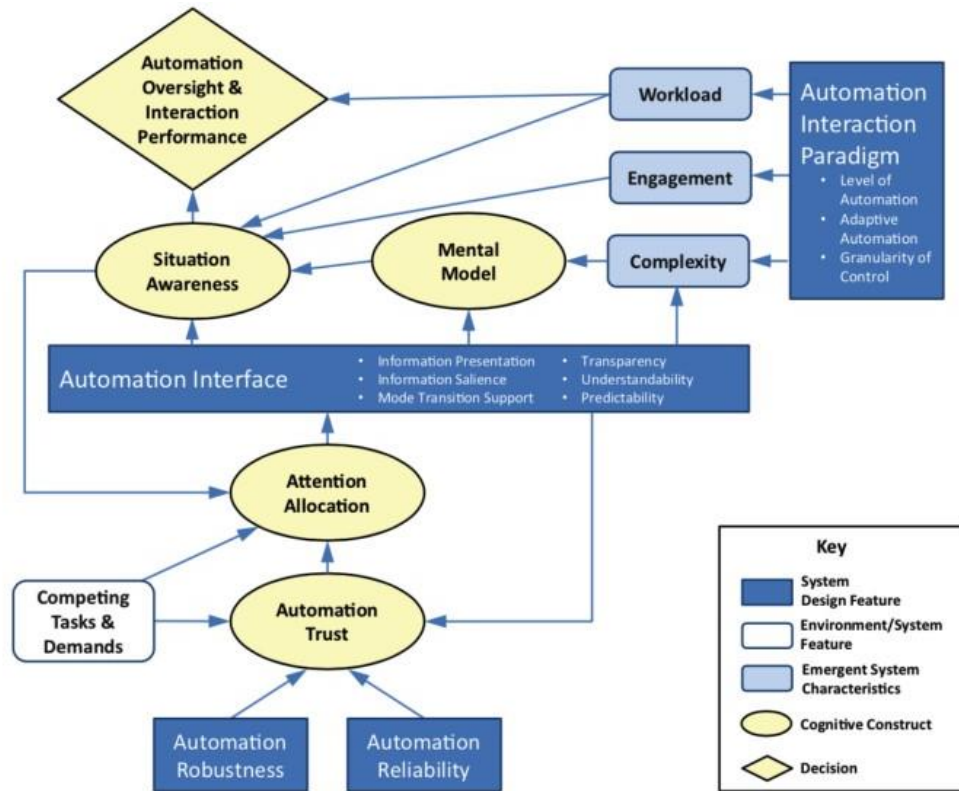 Automation
Oversight &
Interaction
Performance
Workload
Automation
Interaction
Paradigm
• Level of
Automation
• Adaptive
Automation
• Granularity of
Control
Engagement
Situation
Awareness
Mental
Model
Complexity
Automation Interface
• Information Presentation
• Information Salience
• Mode Transition Support
• Transparency
• Understandability
• Predictability
Attention
Allocation
Competing
Tasks &
Demands
Automation
Trust
Automation
Robustness
Automation
Reliability
Key
System
Design Feature
Environment/System
Feature
Emergent System
Characteristics
Cognitive Construct
Decision